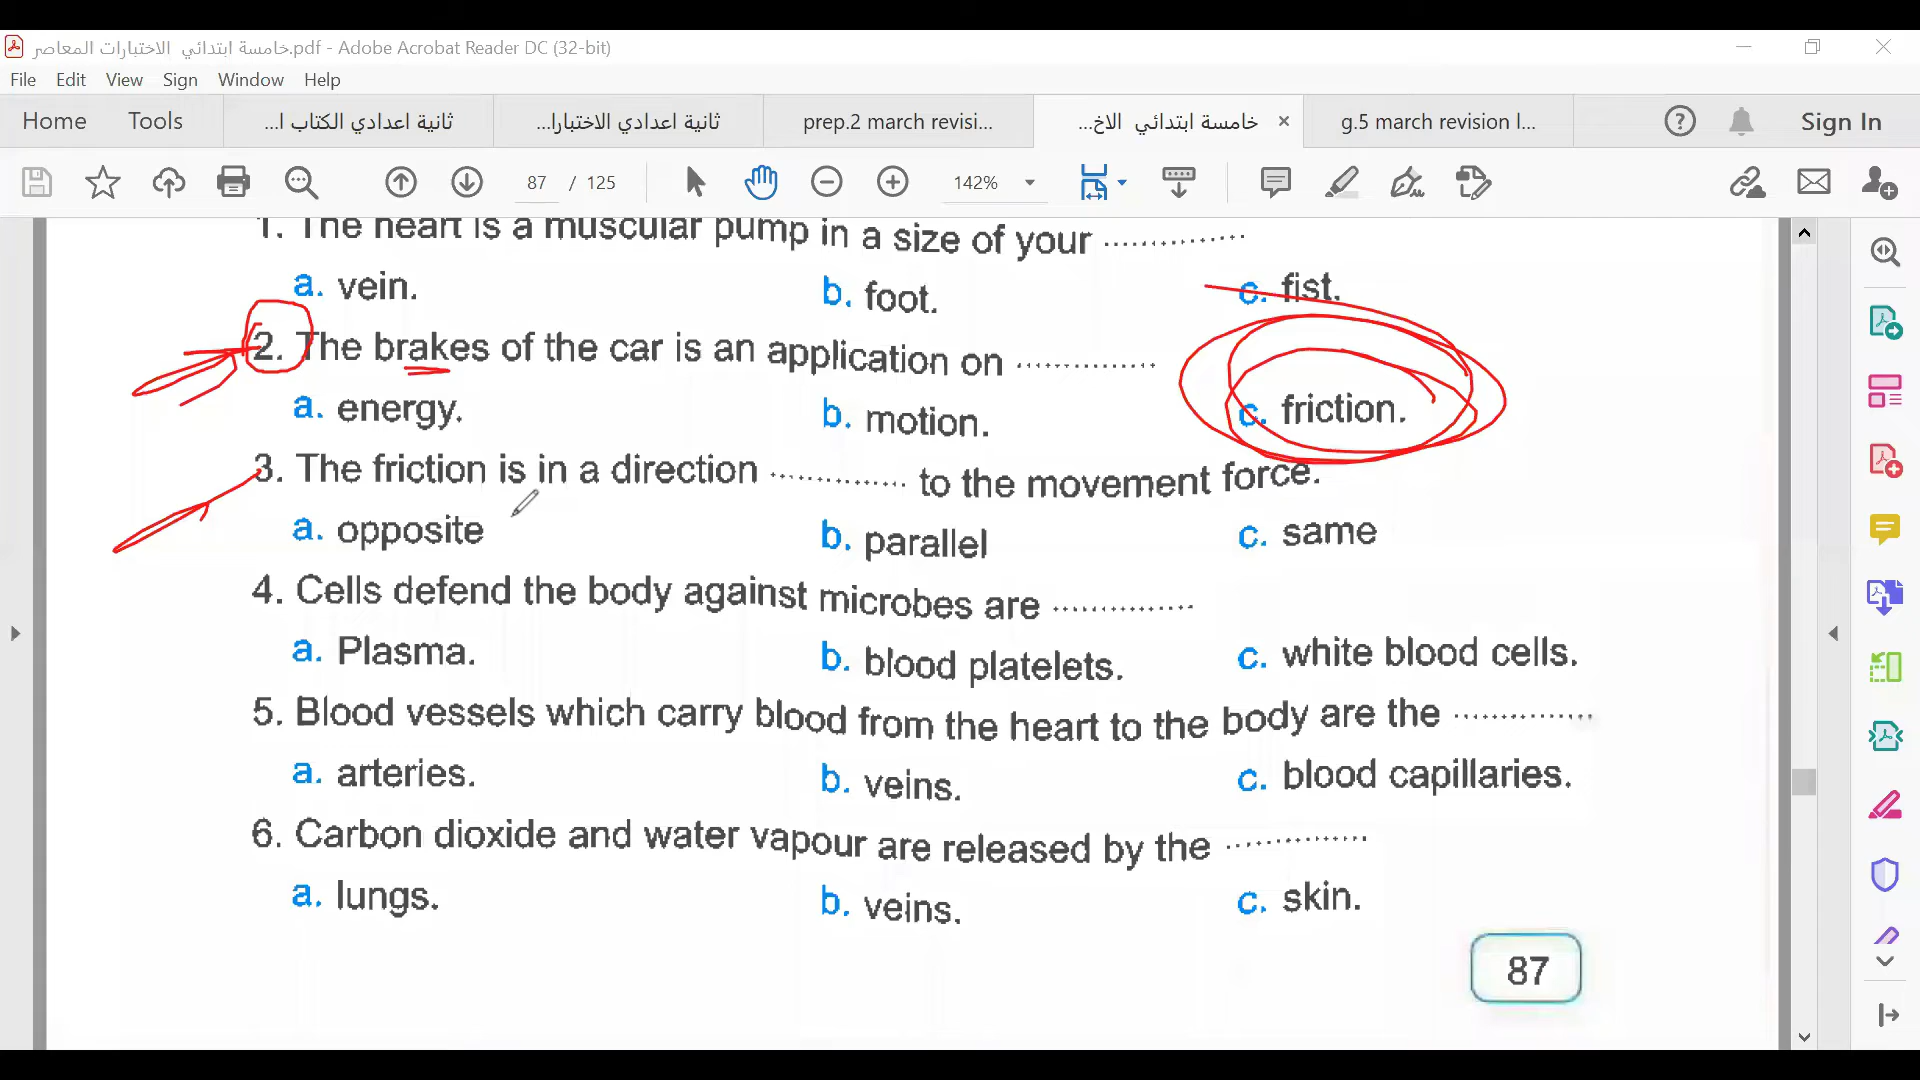 خامسة ابتدائي الاختبارات المعاصر.pdf - Adobe Acrobat Reader DC (32-bit)
File Edit View Sign Window Help
Home Tools ثانية اعدادي الكتاب ا... ثانية اعدادي الاختبارا... prep.2 march revisi... خامسة ابتدائي الاخ... × g.5 march revision l... Sign In
87 / 125 142%
1. The heart is a muscular pump in a size of your ..............
a. vein. b. foot. c. fist.
2. The brakes of the car is an application on ..............
a. energy. b. motion. c. friction.
3. The friction is in a direction .............. to the movement force.
a. opposite b. parallel c. same
4. Cells defend the body against microbes are ..............
a. Plasma. b. blood platelets. c. white blood cells.
5. Blood vessels which carry blood from the heart to the body are the ..............
a. arteries. b. veins. c. blood capillaries.
6. Carbon dioxide and water vapour are released by the ..............
a. lungs. b. veins. c. skin.
87